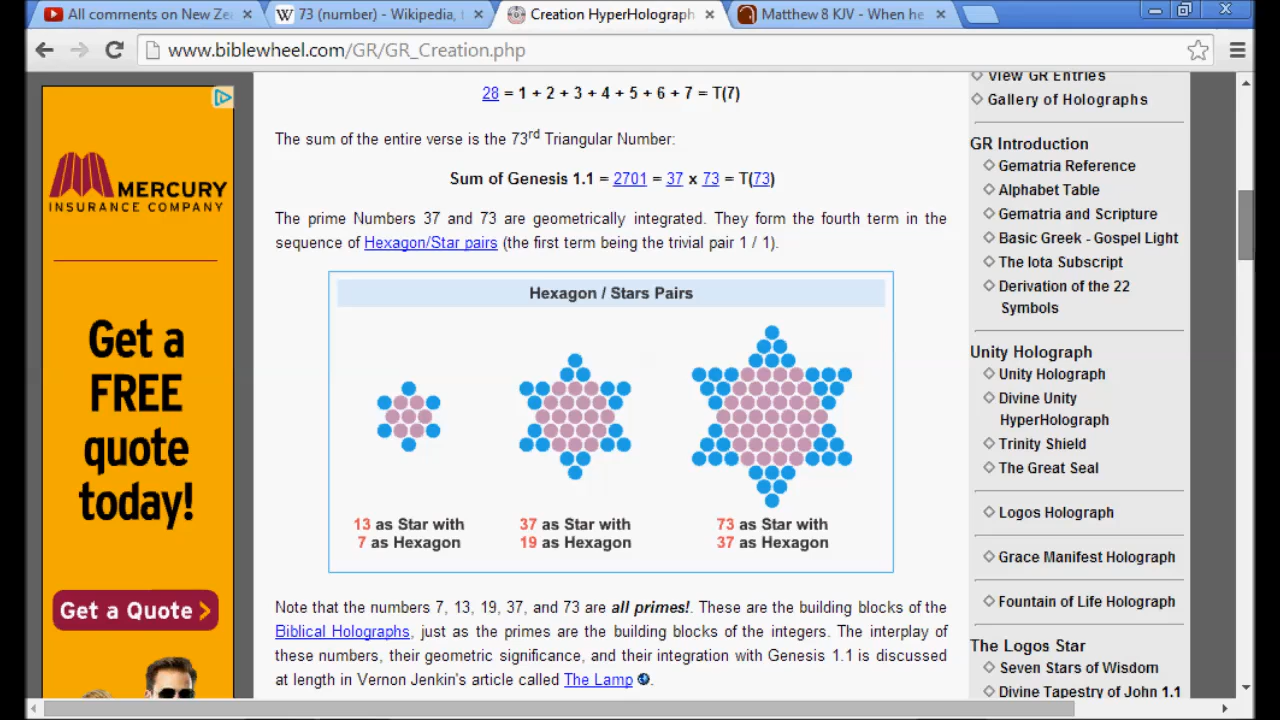 All comments on New Ze
73 (number) - Wikipedia, t
Creation HyperHolograph
Matthew 8 KJV - When he
www.biblewheel.com/GR/GR_Creation.php
MERCURY
INSURANCE COMPANY
Get a
FREE
quote
today!
Get a Quote >
28 = 1 + 2 + 3 + 4 + 5 + 6 + 7 = T(7)
The sum of the entire verse is the 73rd Triangular Number:
Sum of Genesis 1.1 = 2701 = 37 x 73 = T(73)
The prime Numbers 37 and 73 are geometrically integrated. They form the fourth term in the
sequence of Hexagon/Star pairs (the first term being the trivial pair 1 / 1).
Hexagon / Stars Pairs
13 as Star with
7 as Hexagon
37 as Star with
19 as Hexagon
73 as Star with
37 as Hexagon
Note that the numbers 7, 13, 19, 37, and 73 are all primes!. These are the building blocks of the
Biblical Holographs, just as the primes are the building blocks of the integers. The interplay of
these numbers, their geometric significance, and their integration with Genesis 1.1 is discussed
at length in Vernon Jenkin's article called The Lamp .
View GR Entries
Gallery of Holographs
GR Introduction
Gematria Reference
Alphabet Table
Gematria and Scripture
Basic Greek - Gospel Light
The Iota Subscript
Derivation of the 22
Symbols
Unity Holograph
Unity Holograph
Divine Unity
HyperHolograph
Trinity Shield
The Great Seal
Logos Holograph
Grace Manifest Holograph
Fountain of Life Holograph
The Logos Star
Seven Stars of Wisdom
Divine Tapestry of John 1.1